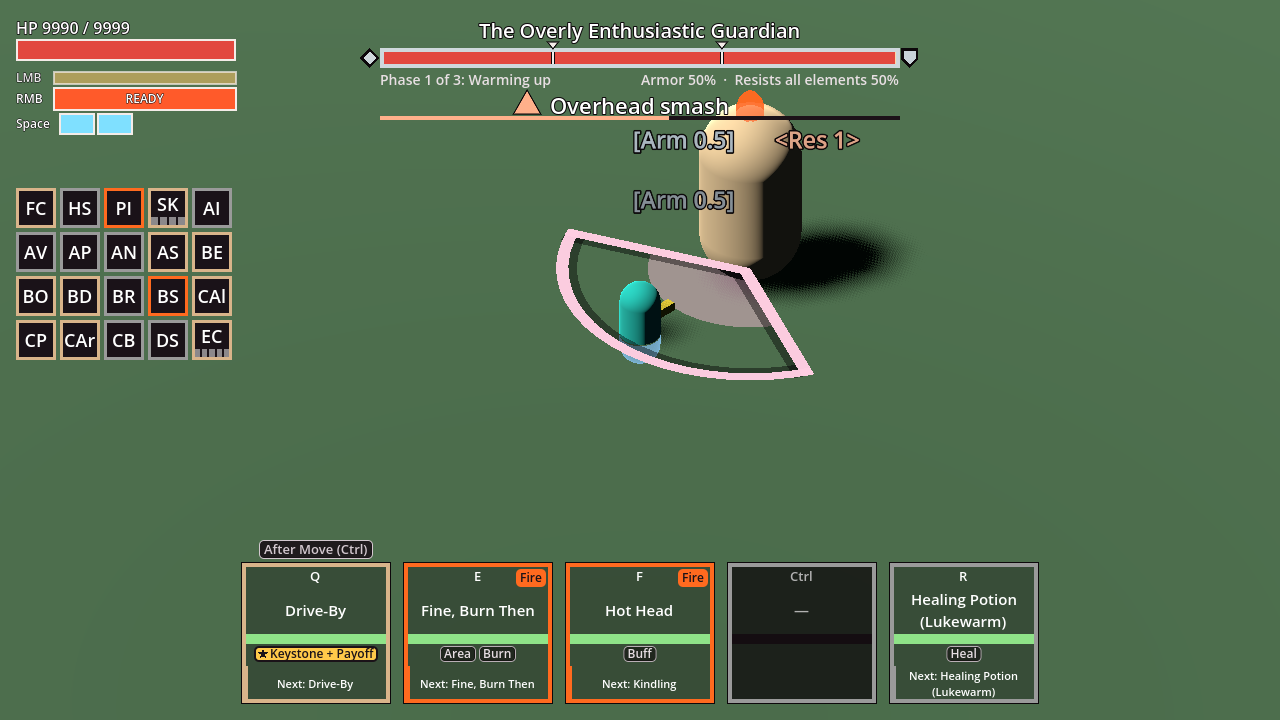 HP 9990 / 9999
LMB
RMB READY
Space
The Overly Enthusiastic Guardian
Phase 1 of 3: Warming up
Armor 50% · Resists all elements 50%
Overhead smash
[Arm 0.5] <Res 1>
[Arm 0.5]
FC HS PI SK AI
AV AP AN AS BE
BO BD BR BS CAl
CP CAr CB DS EC
After Move (Ctrl)
Q
Drive-By
★Keystone + Payoff
Next: Drive-By
E Fire
Fine, Burn Then
Area Burn
Next: Fine, Burn Then
F Fire
Hot Head
Buff
Next: Kindling
Ctrl
—
R
Healing Potion
(Lukewarm)
Heal
Next: Healing Potion
(Lukewarm)